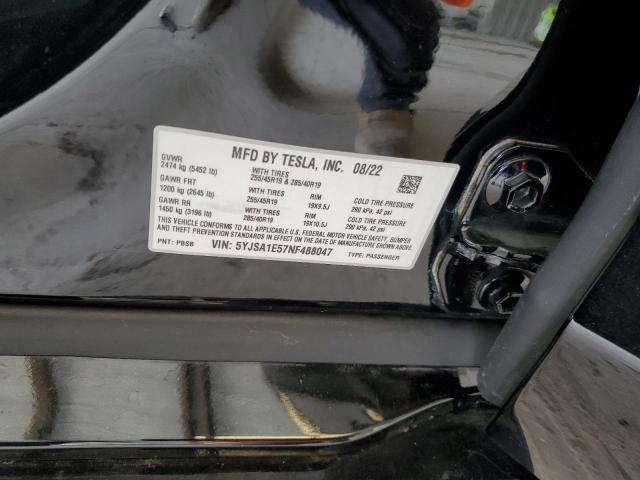 MFD BY TESLA, INC. 08/22
GVWR
2474 kg (5452 lb)
WITH TIRES
255/45R19 & 285/40R19
GAWR FRT
1200 kg (2645 lb)
WITH TIRES
255/45R19
RIM
19X9.5J
COLD TIRE
290 kPa, 42 psi
GAWR RR
1450 kg (3196 lb)
WITH TIRES
285/40R19
RIM
19X10.5J
COLD TIRE
290 kPa, 42 psi
THIS VEHICLE CONFORMS TO ALL APPLICABLE U.S. FEDERAL MOTOR VEHICLE SAFETY, BUMPER
AND THEFT PREVENTION STANDARDS IN EFFECT ON THE DATE OF MANUFACTURE SHOWN ABOVE.
PNT: PBSB
VIN: 5YJSA1E57NF488047
TYPE: PASSENGER